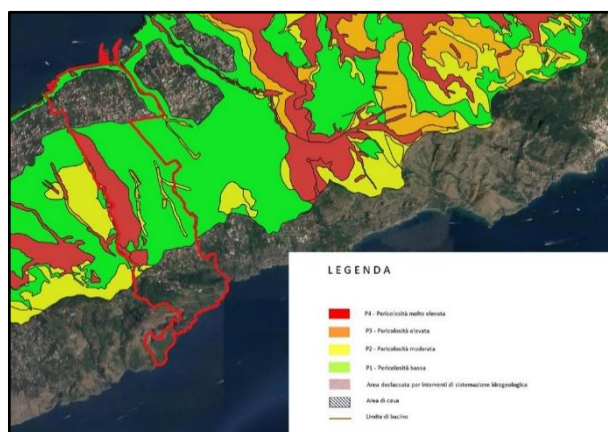 LEGENDA
P4 - Pericolosità molto elevata
P3 - Pericolosità elevata
P2 - Pericolosità moderata
P1 - Pericolosità bassa
Area declassata per interventi di sistemazione idrogeologica
Area di cava
Limite di bacino